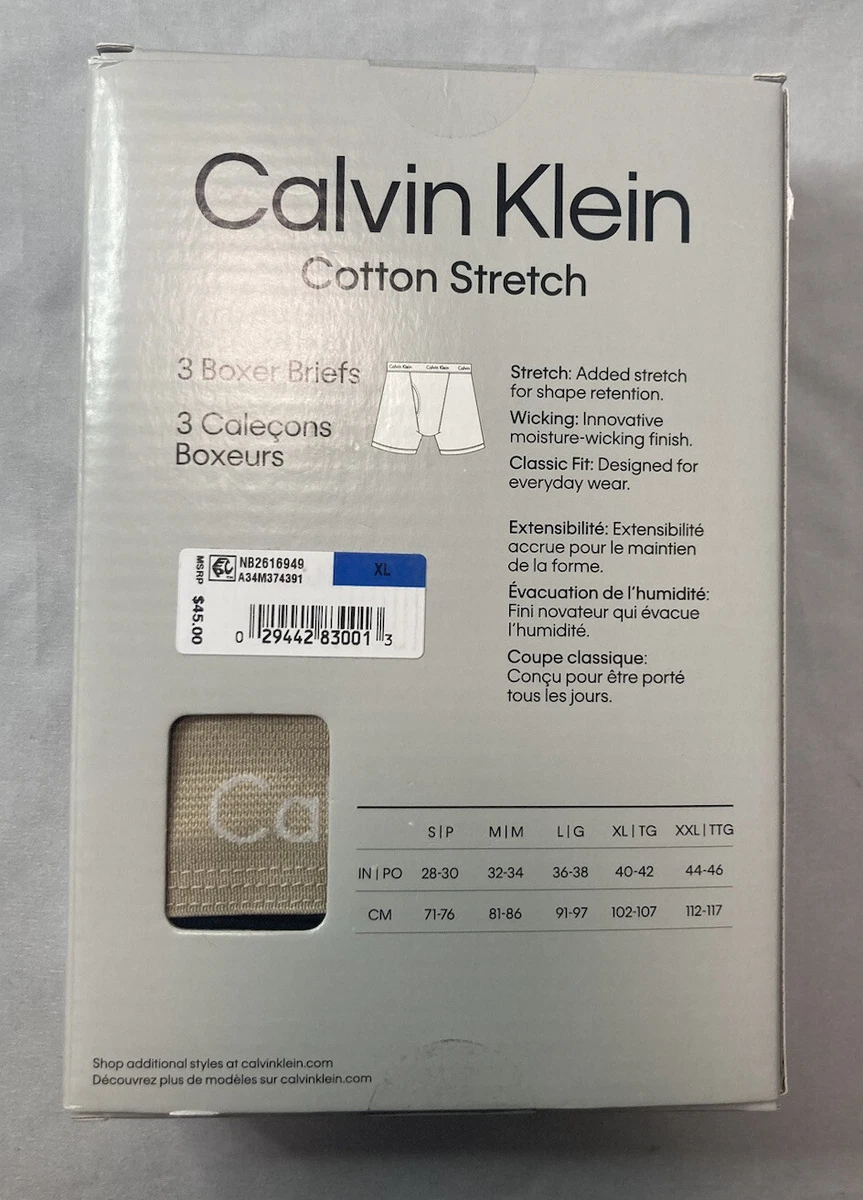 Calvin Klein
Cotton Stretch
3 Boxer Briefs
3 Caleçons
Boxeurs
Calvin Klein Calvin Klein Calvin
Stretch: Added stretch
for shape retention.
Wicking: Innovative
moisture-wicking finish.
Classic Fit: Designed for
everyday wear.
Extensibilité: Extensibilité
accrue pour le maintien
de la forme.
Évacuation de l'humidité:
Fini novateur qui évacue
l'humidité.
Coupe classique:
Conçu pour être porté
tous les jours.
MSRP $45.00
NB2616949
A34M374391
XL
0 29442 83001 3
Ca
S|P M|M L|G XL|TG XXL|TTG
IN|PO 28-30 32-34 36-38 40-42 44-46
CM 71-76 81-86 91-97 102-107 112-117
Shop additional styles at calvinklein.com
Découvrez plus de modèles sur calvinklein.com